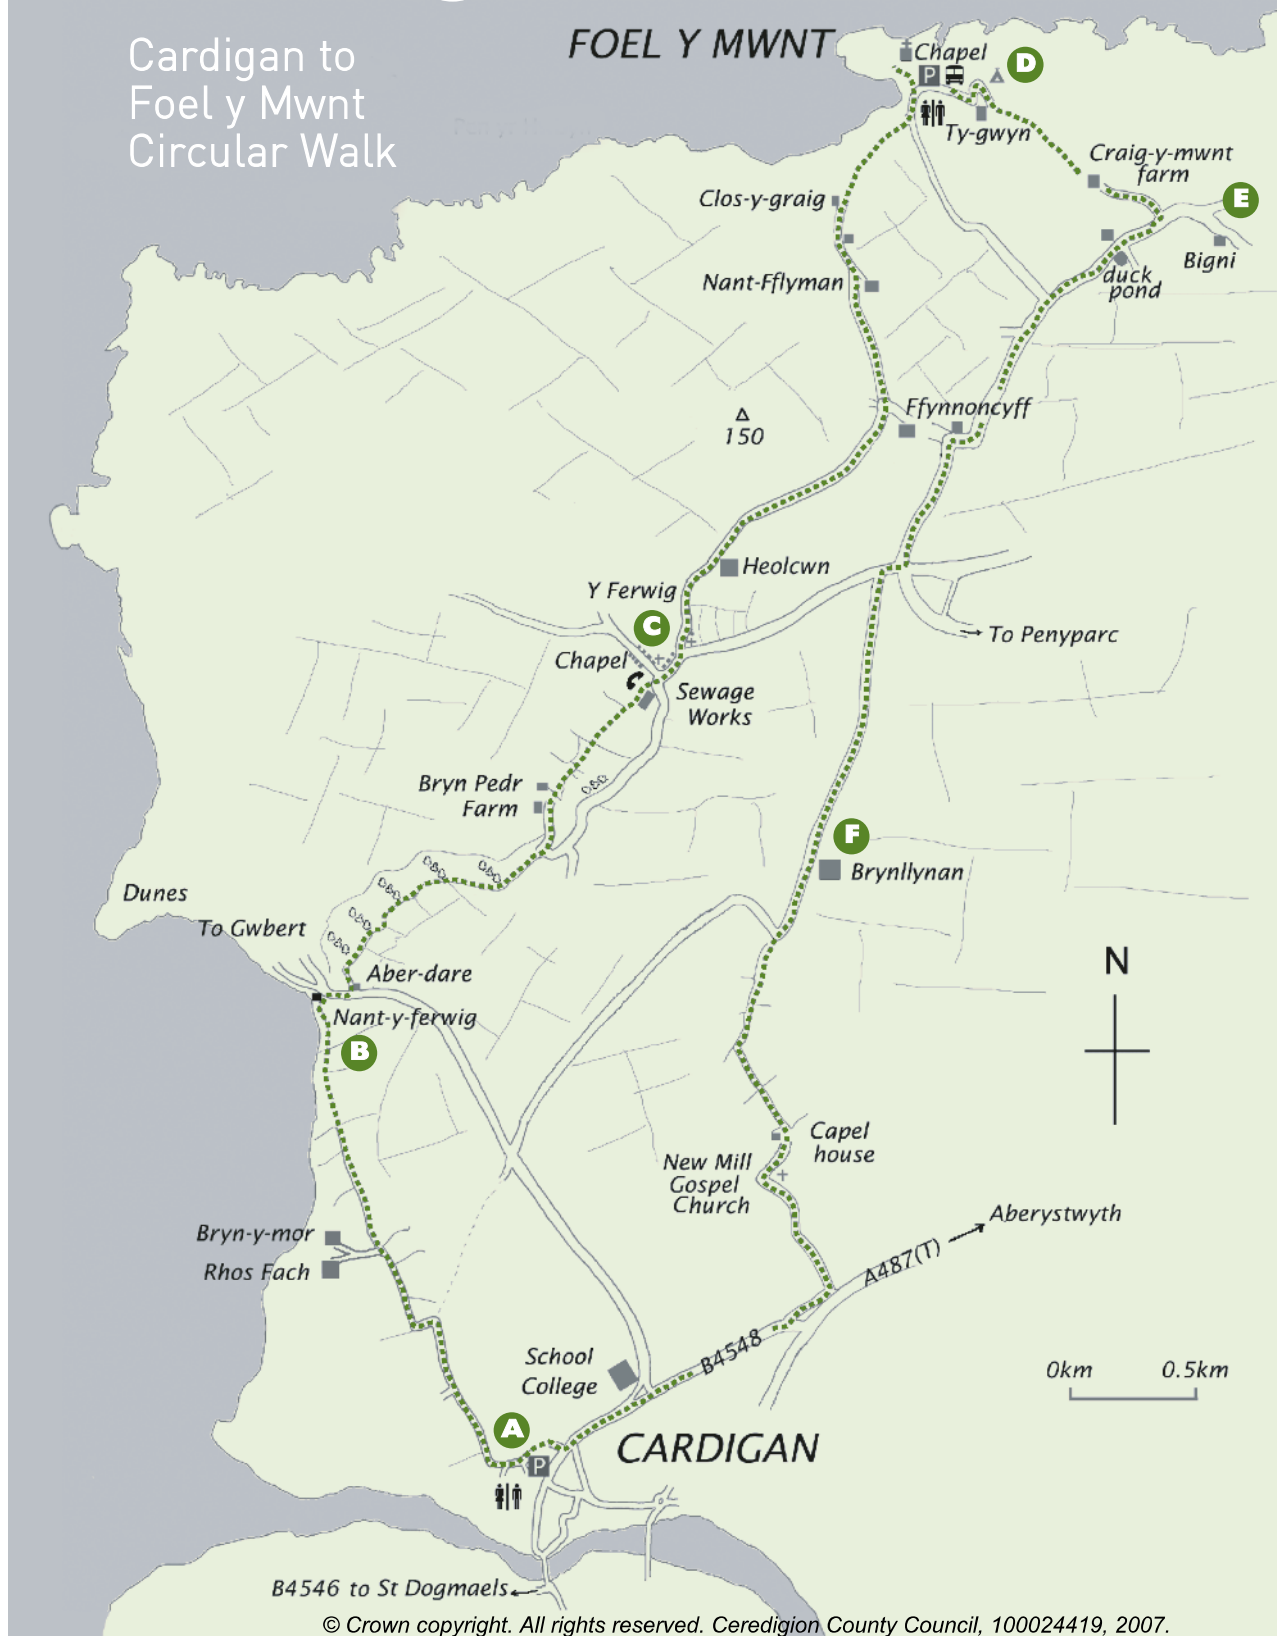 Cardigan to
Foel y Mwnt
Circular Walk
FOEL Y MWNT
Chapel
D
P
Ty-gwyn
Craig-y-mwnt
farm
E
Clos-y-graig
Bigni
Nant-Fflyman
duck
pond
Ffynnoncyff
150
Heolcwn
Y Ferwig
C
To Penyparc
Chapel
Sewage
Works
Bryn Pedr
Farm
F
Brynllynan
Dunes
To Gwbert
Aber-dare
N
Nant-y-ferwig
B
Capel
house
New Mill
Gospel
Church
Aberystwyth
Bryn-y-mor
Rhos Fach
A487(T)
B4548
School
College
0km 0.5km
A
CARDIGAN
P
B4546 to St Dogmaels
© Crown copyright. All rights reserved. Ceredigion County Council, 100024419, 2007.